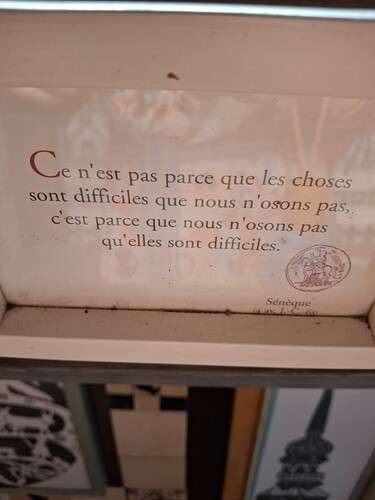 Ce n'est pas parce que les choses
sont difficiles que nous n'osons pas,
c'est parce que nous n'osons pas
qu'elles sont difficiles.
Sénèque